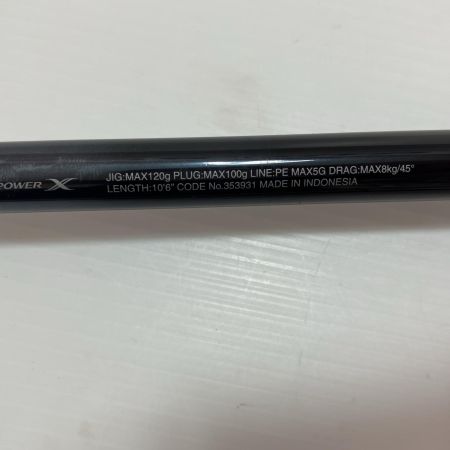 POWER X
JIG:MAX120g PLUG:MAX100g LINE:PE MAX5G DRAG:MAX8kg/45°
LENGTH:10'6" CODE No.353931 MADE IN INDONESIA